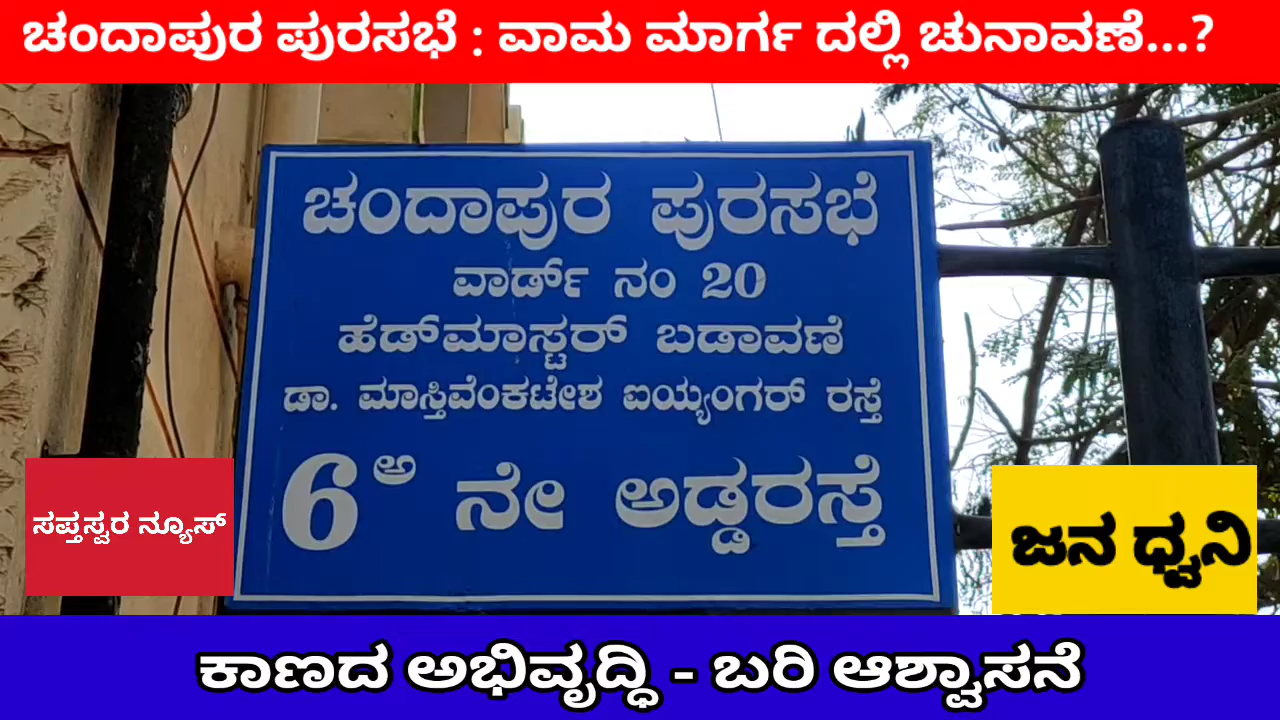 ಚಂದಾಪುರ ಪುರಸಭೆ : ವಾಮ ಮಾರ್ಗ ದಲ್ಲಿ ಚುನಾವಣೆ...?
ಚಂದಾಪುರ ಪುರಸಭೆ
ವಾರ್ಡ್ ನಂ 20
ಹೆಡ್‌ಮಾಸ್ಟರ್ ಬಡಾವಣೆ
ಡಾ. ಮಾಸ್ತಿವೆಂಕಟೇಶ ಐಯ್ಯಂಗರ್ ರಸ್ತೆ
6ಅ ನೇ ಅಡ್ಡರಸ್ತೆ
ಸಪ್ತಸ್ವರ ನ್ಯೂಸ್
ಜನ ಧ್ವನಿ
ಕಾಣದ ಅಭಿವೃದ್ಧಿ - ಬರಿ ಆಶ್ವಾಸನೆ